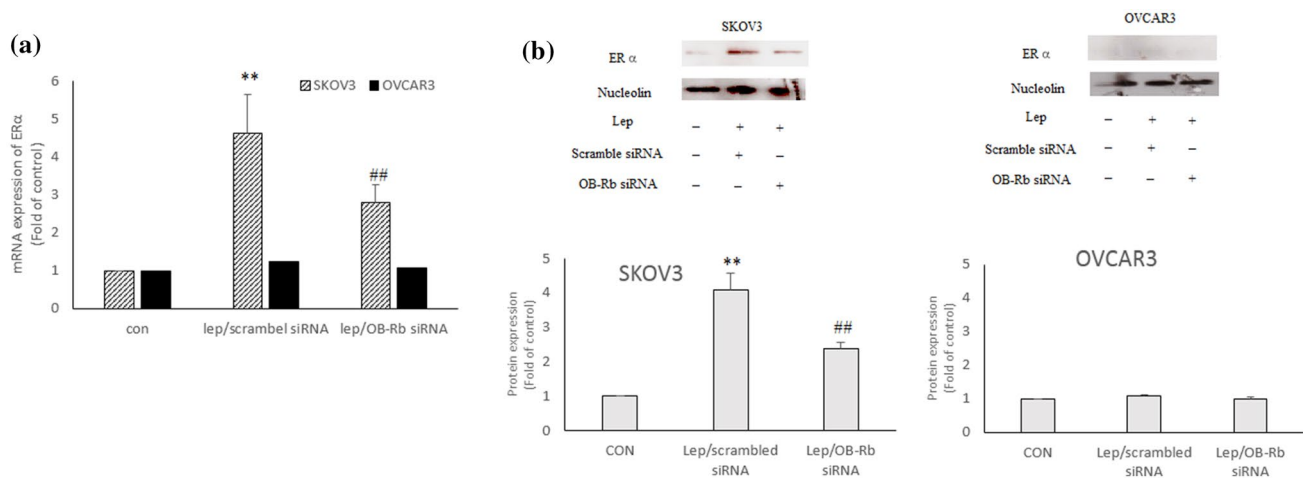 (a)
mRNA expression of ERα
(Fold of control)
6
5
4
3
2
1
0
SKOV3
OVCAR3
**
##
con
lep/scrambel siRNA
lep/OB-Rb siRNA
(b)
SKOV3
ER α
Nucleolin
Lep – + +
Scramble siRNA – + –
OB-Rb siRNA – – +
OVCAR3
ER α
Nucleolin
Lep – + +
Scramble siRNA – + –
OB-Rb siRNA – – +
SKOV3
Protein expression
(Fold of control)
5
4
3
2
1
0
**
##
CON
Lep/scrambled
siRNA
Lep/OB-Rb
siRNA
OVCAR3
Protein expression
(Fold of control)
5
4
3
2
1
0
CON
Lep/scrambled
siRNA
Lep/OB-Rb
siRNA